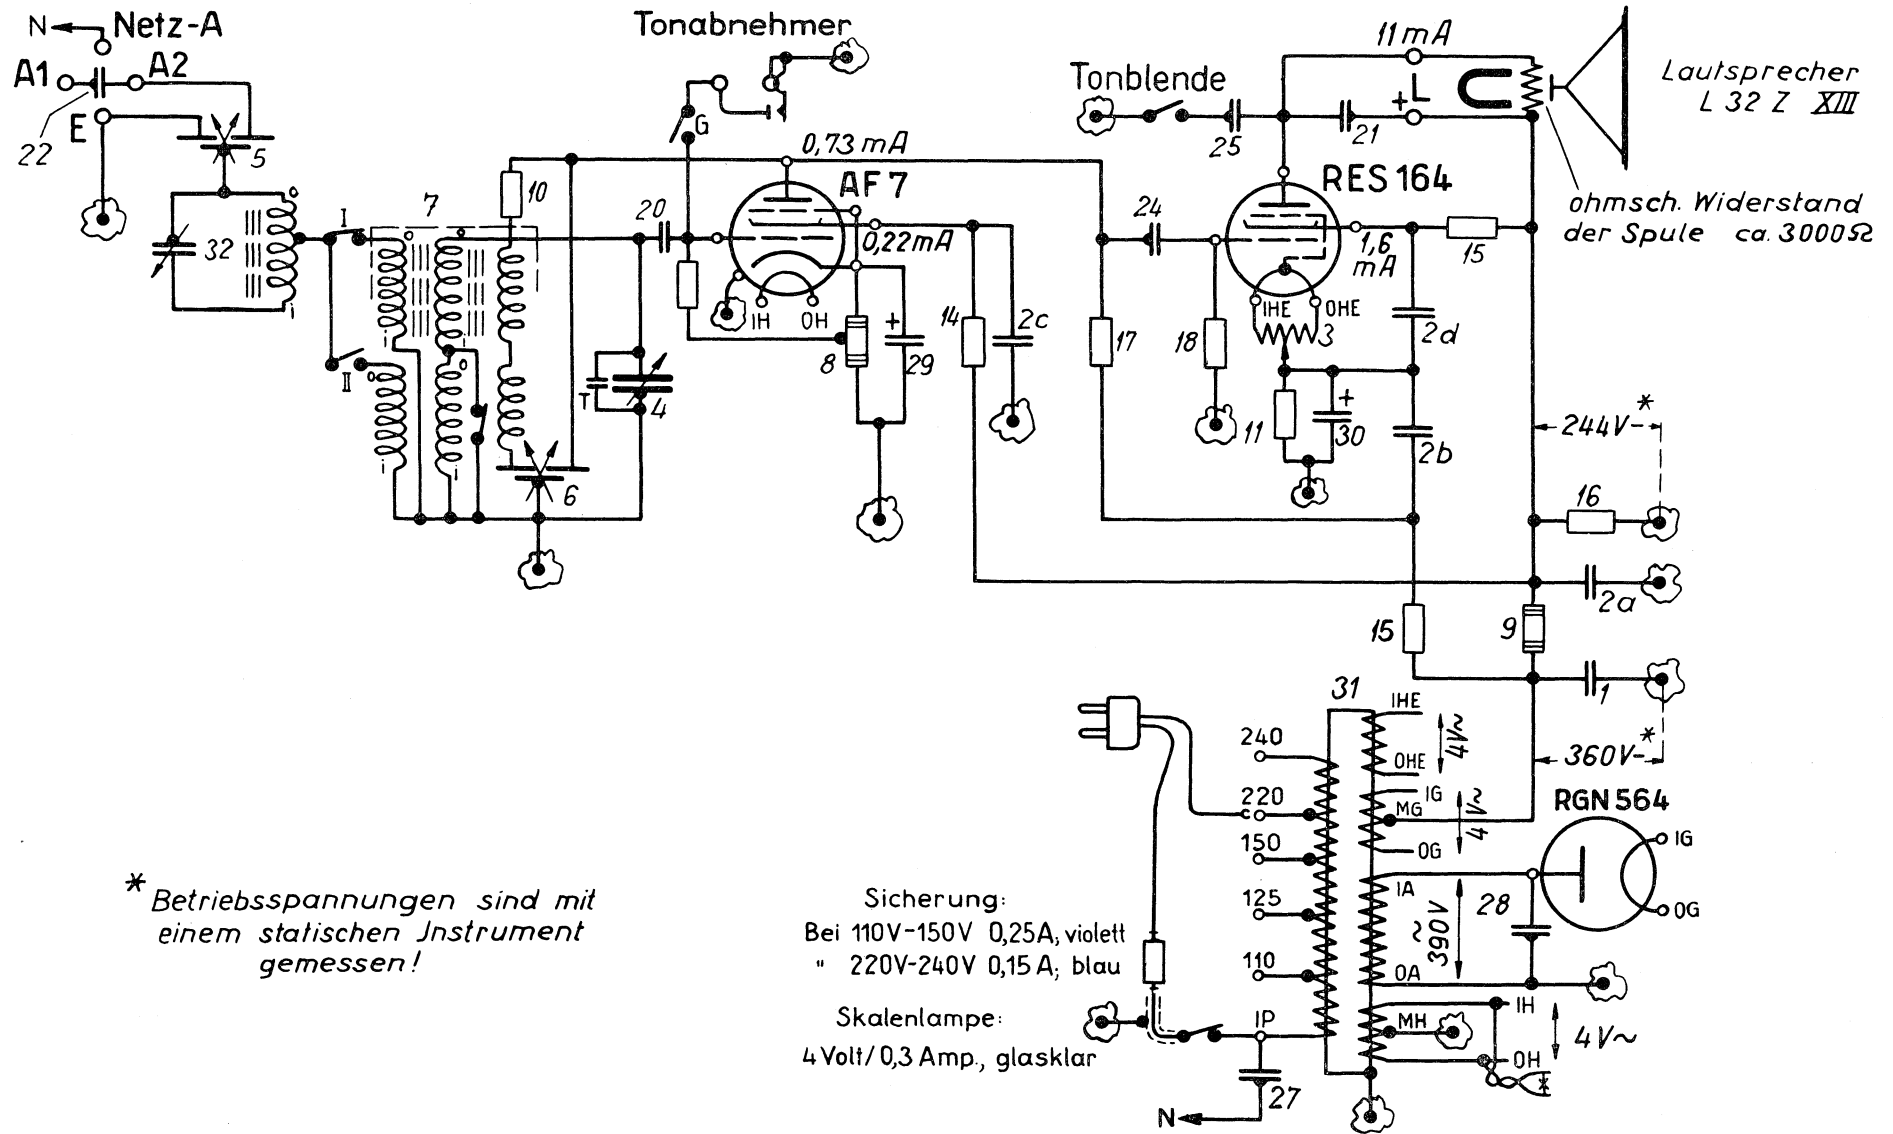 N Netz-A
A1 A2
22
E
5
32
o
i
I
II
7
o
o
i
o
i
o
i
10
6
T
4
20
Tonabnehmer
G
0,73 mA
AF 7
0,22mA
IH OH
8
+
29
14
2c
17
Tonblende
25
21
11 mA
+ L
Lautsprecher
L 32 Z XIII
ohmsch. Widerstand
der Spule ca. 3000Ω
RES 164
24
1,6
mA
15
IHE OHE
3
18
11
+
30
2d
2b
244V- *
16
2a
15
9
1
360V- *
31
240
220
150
125
110
IP
27
N
IHE
OHE
4V~
IG
MG
OG
4V~
IA
OA
~390V
28
RGN 564
IG
OG
MH
IH
OH
4V~
* Betriebsspannungen sind mit
einem statischen Jnstrument
gemessen!
Sicherung:
Bei 110V-150V 0,25A; violett
" 220V-240V 0,15A; blau
Skalenlampe:
4 Volt/0,3 Amp., glasklar